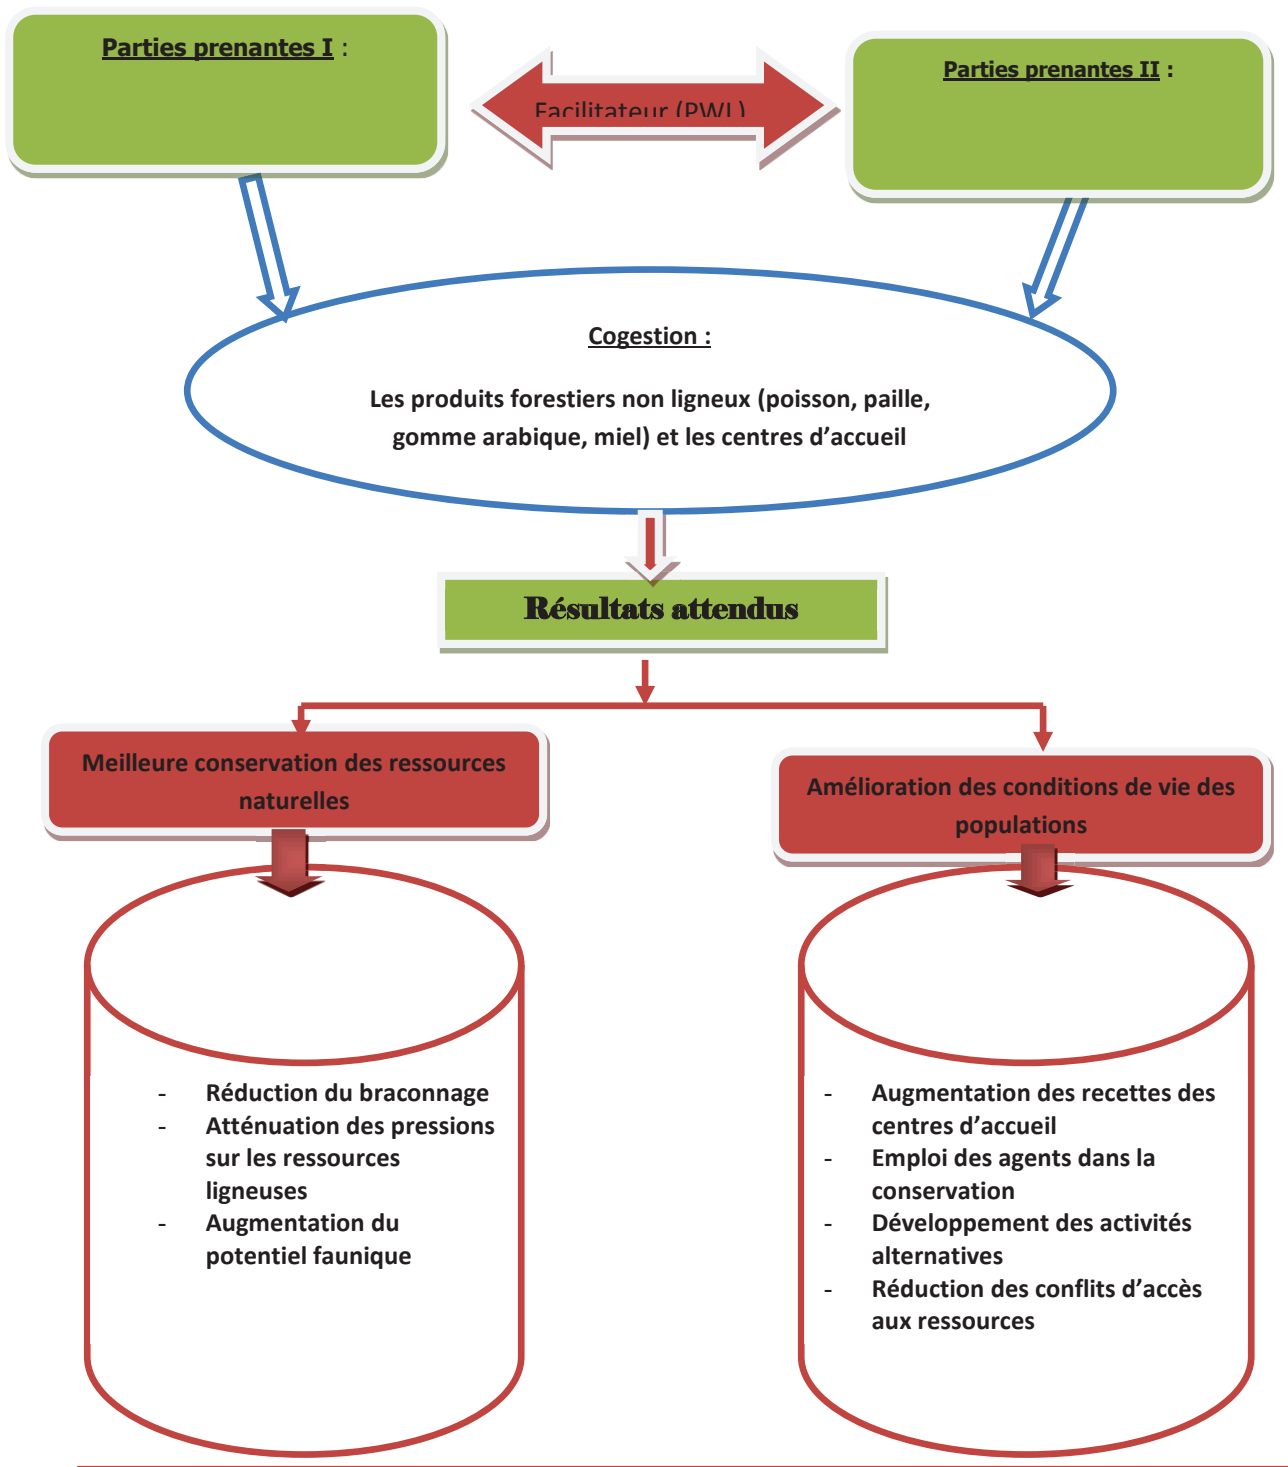 Parties prenantes I :
Parties prenantes II :
Facilitateur (PWL)
Cogestion :
Les produits forestiers non ligneux (poisson, paille,
gomme arabique, miel) et les centres d’accueil
Résultats attendus
Meilleure conservation des ressources
naturelles
Amélioration des conditions de vie des
populations
- Réduction du braconnage
- Atténuation des pressions
sur les ressources
ligneuses
- Augmentation du
potentiel faunique
- Augmentation des recettes des
centres d’accueil
- Emploi des agents dans la
conservation
- Développement des activités
alternatives
- Réduction des conflits d’accès
aux ressources